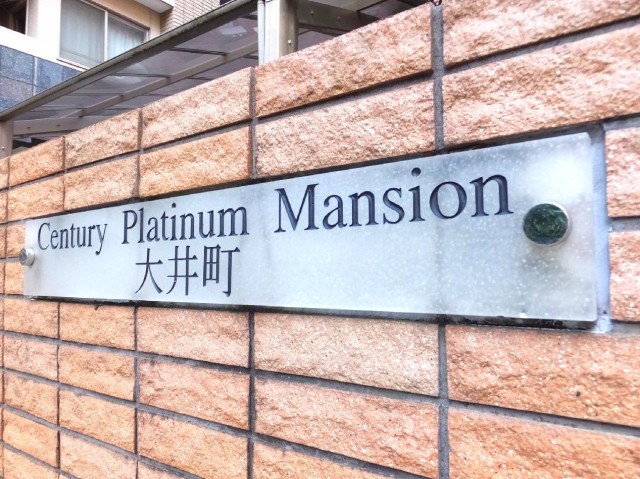 Century Platinum Mansion
大井町